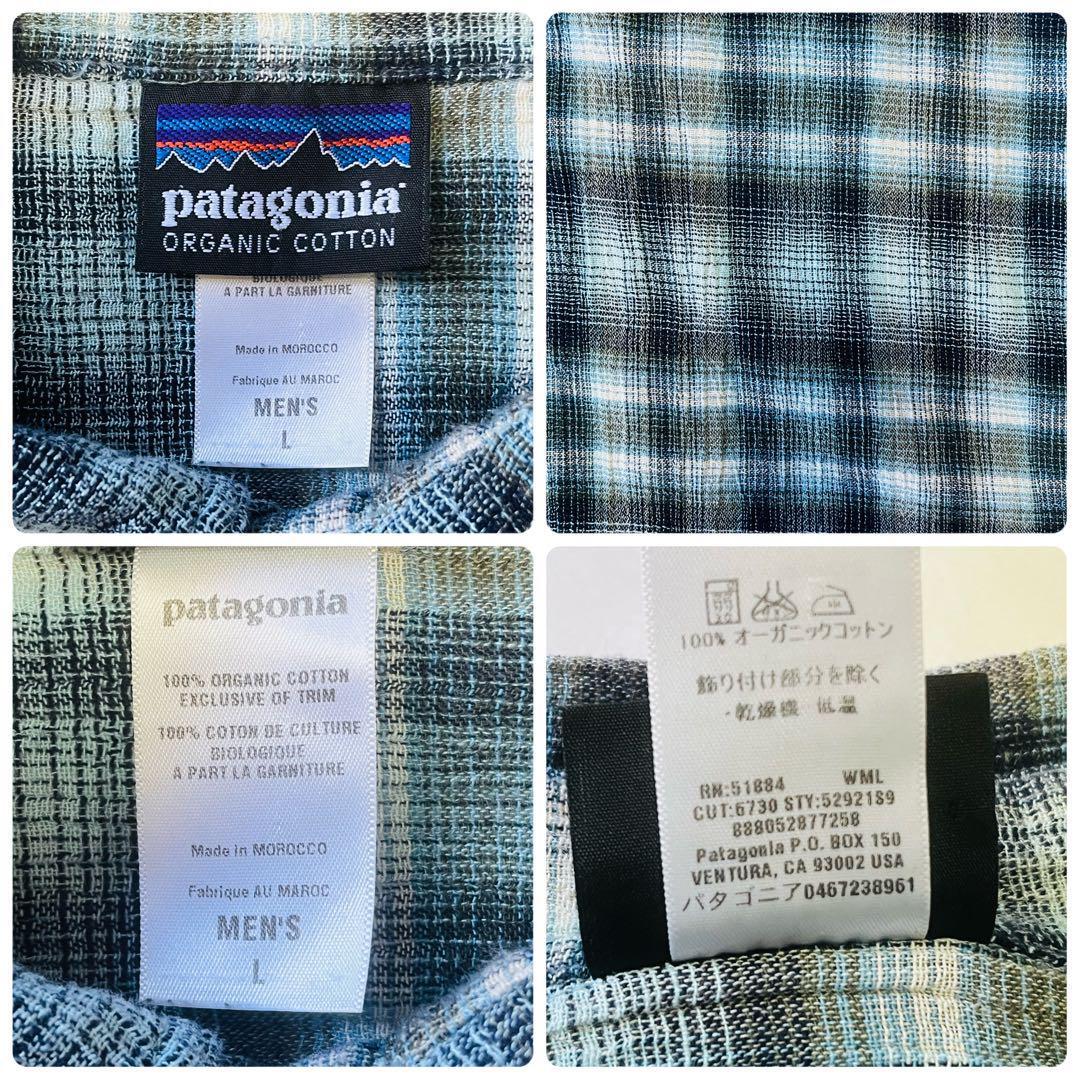 patagonia
ORGANIC COTTON
BIOLOGIQUE
A PART LA GARNITURE
Made in MOROCCO
Fabrique AU MAROC
MEN'S
L
patagonia
100% ORGANIC COTTON
EXCLUSIVE OF TRIM
100% COTON DE CULTURE
BIOLOGIQUE
A PART LA GARNITURE
Made in MOROCCO
Fabrique AU MAROC
MEN'S
L
100% オーガニックコットン
飾り付け部分を除く
・乾燥機 低温
RN:51884 WML
CUT:6730 STY:52921S9
888052877258
Patagonia P.O. BOX 150
VENTURA, CA 93002 USA
パタゴニア0467238961